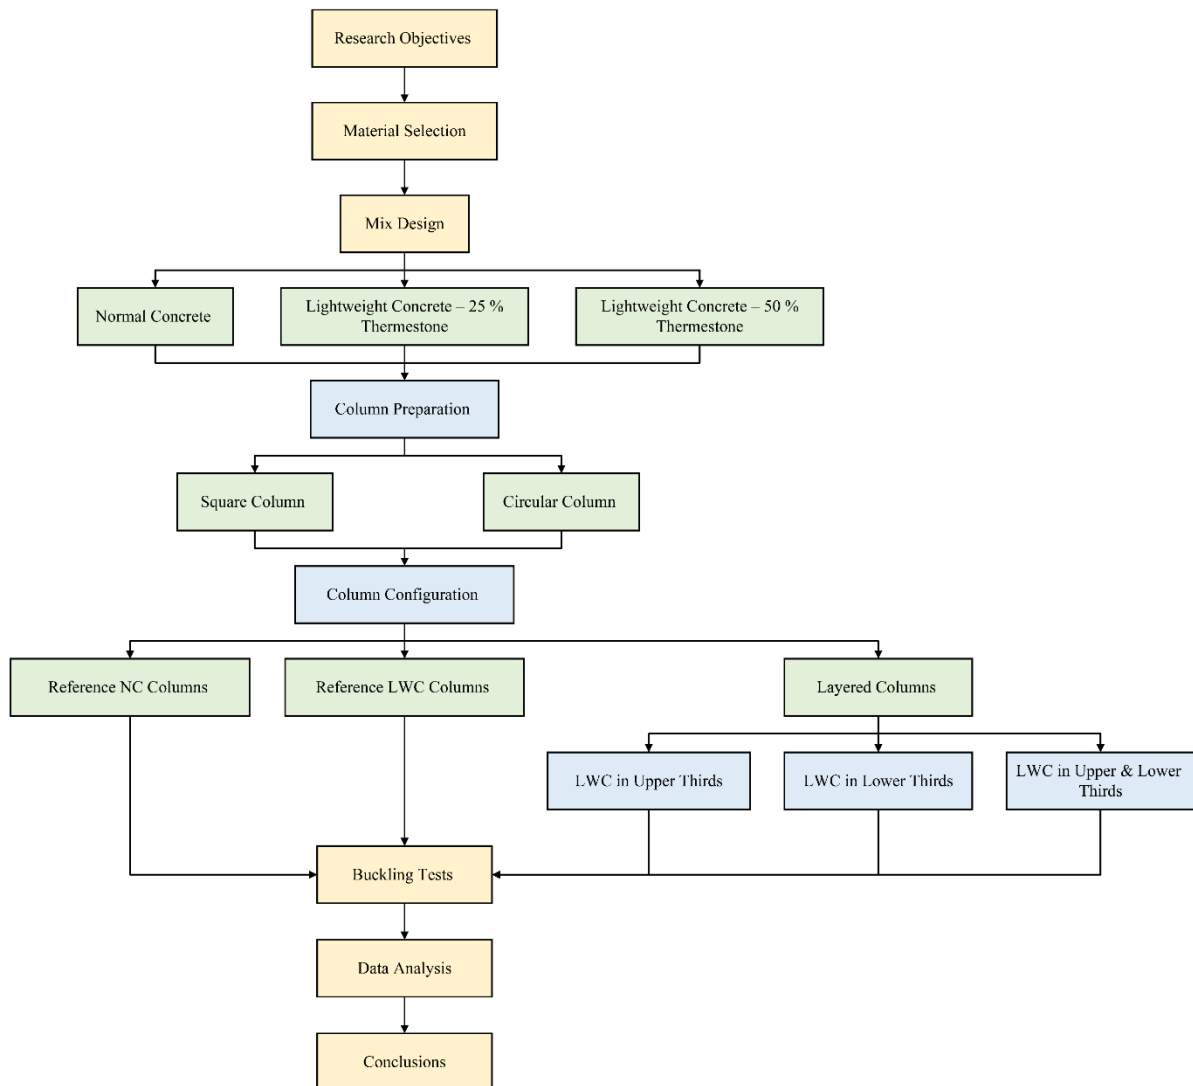 Research Objectives
Material Selection
Mix Design
Normal Concrete
Lightweight Concrete – 25 %
Thermestone
Lightweight Concrete – 50 %
Thermestone
Column Preparation
Square Column
Circular Column
Column Configuration
Reference NC Columns
Reference LWC Columns
Layered Columns
LWC in Upper Thirds
LWC in Lower Thirds
LWC in Upper & Lower
Thirds
Buckling Tests
Data Analysis
Conclusions